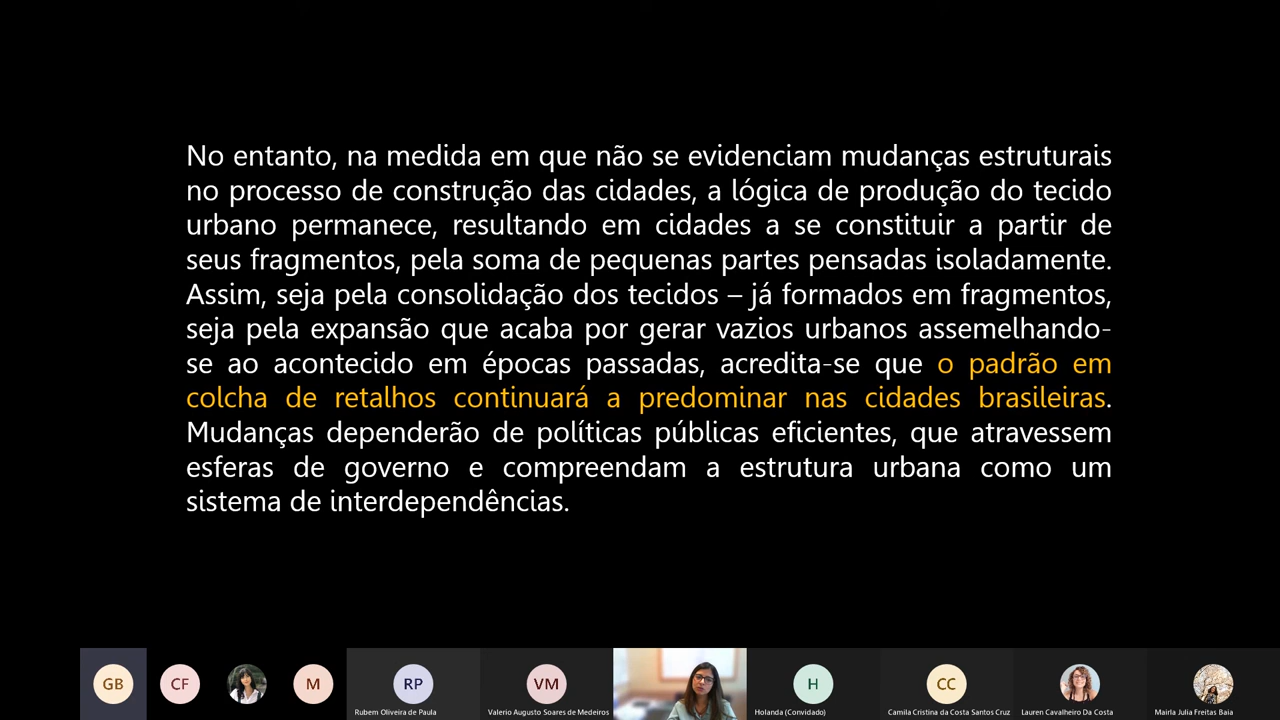 No entanto, na medida em que não se evidenciam mudanças estruturais
no processo de construção das cidades, a lógica de produção do tecido
urbano permanece, resultando em cidades a se constituir a partir de
seus fragmentos, pela soma de pequenas partes pensadas isoladamente.
Assim, seja pela consolidação dos tecidos – já formados em fragmentos,
seja pela expansão que acaba por gerar vazios urbanos assemelhando-
se ao acontecido em épocas passadas, acredita-se que o padrão em
colcha de retalhos continuará a predominar nas cidades brasileiras.
Mudanças dependerão de políticas públicas eficientes, que atravessem
esferas de governo e compreendam a estrutura urbana como um
sistema de interdependências.
GB CF M RP VM H CC
Rubem Oliveira de Paula Valerio Augusto Soares de Medeiros Holanda (Convidado) Camila Cristina da Costa Santos Cruz Lauren Cavalheiro Da Costa Mairla Julia Freitas Baia